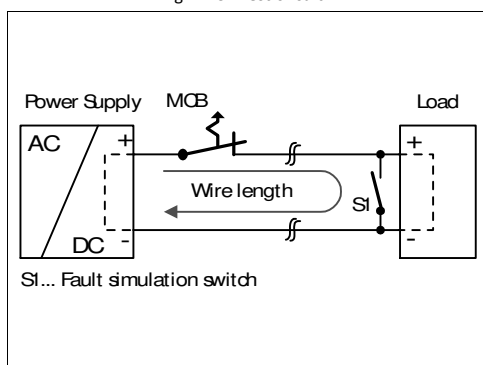 Power Supply
MCB
Load
AC
+
+
Wire length
S1
DC
-
-
S1... Fault simulation switch